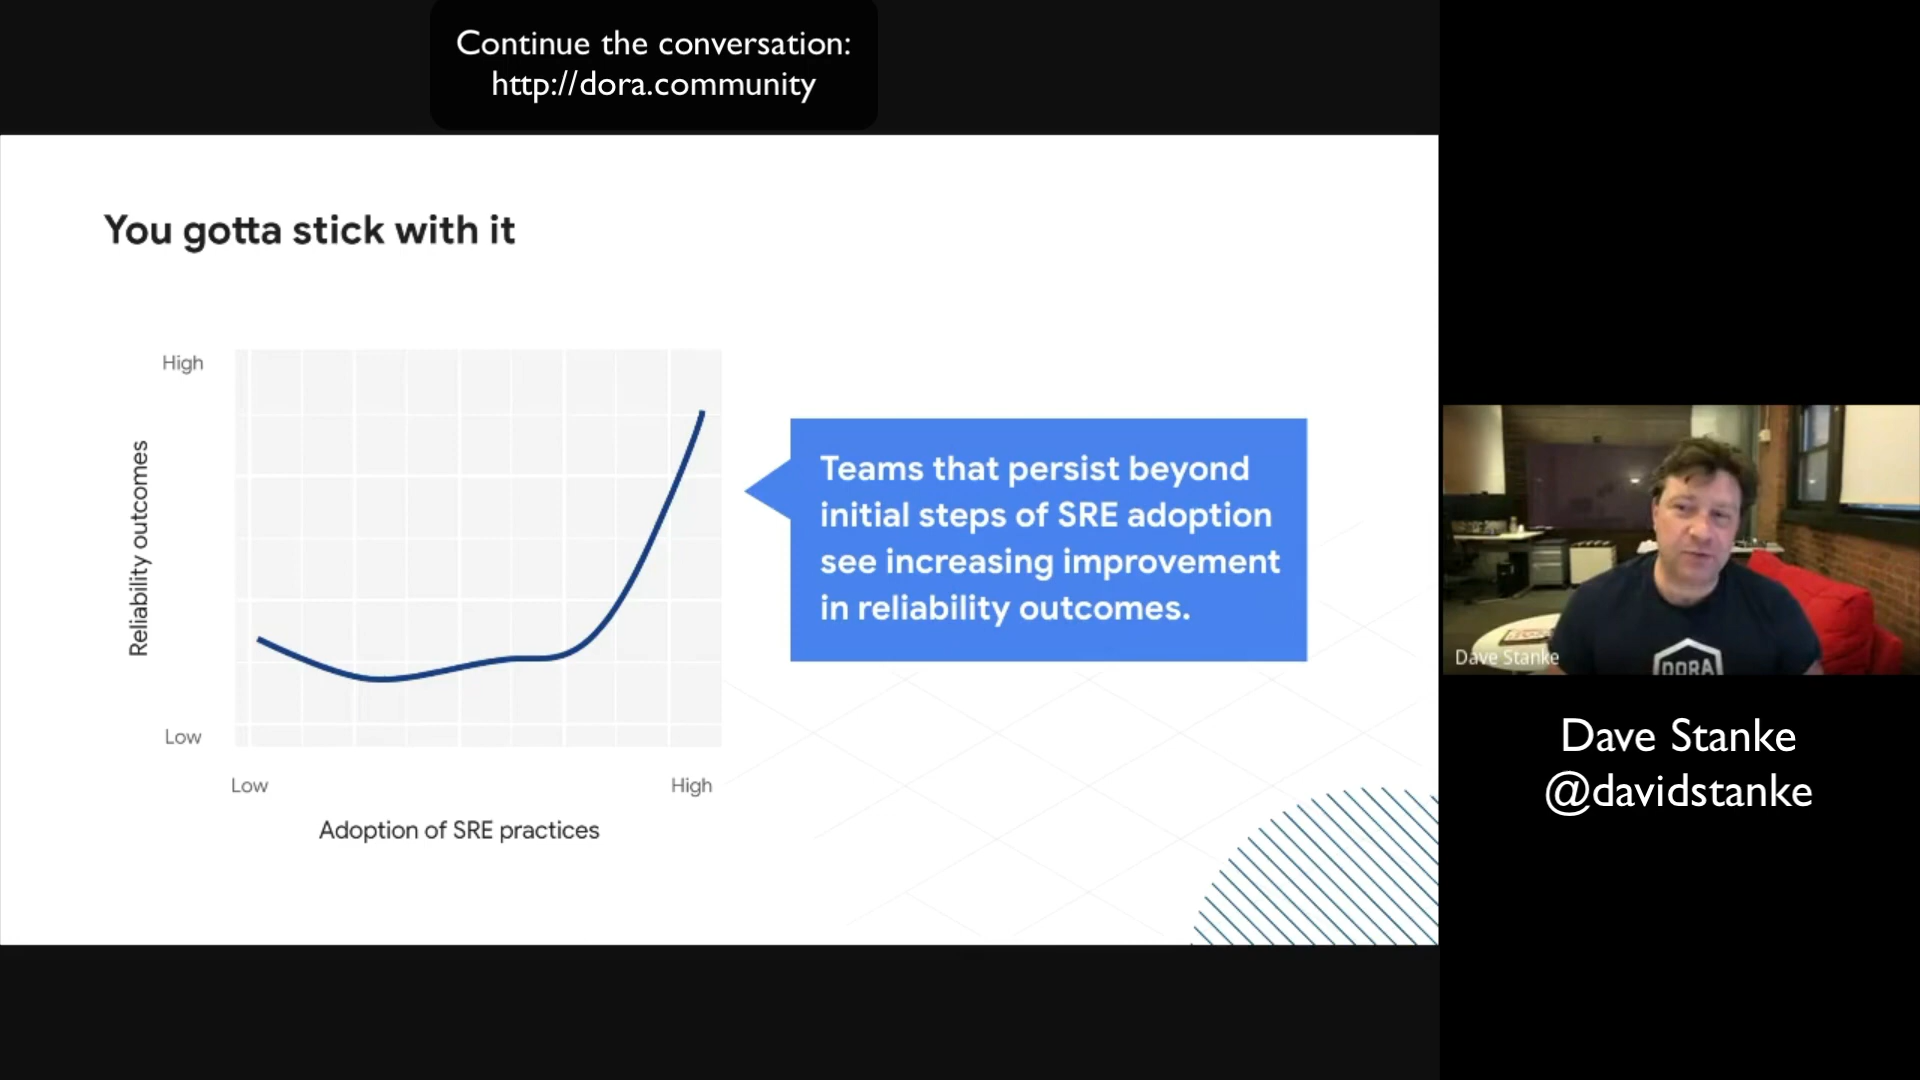 Continue the conversation:
http://dora.community
You gotta stick with it
High
Reliability outcomes
Low
Low
High
Adoption of SRE practices
Teams that persist beyond
initial steps of SRE adoption
see increasing improvement
in reliability outcomes.
Dave Stanke
DORA
Dave Stanke
@davidstanke